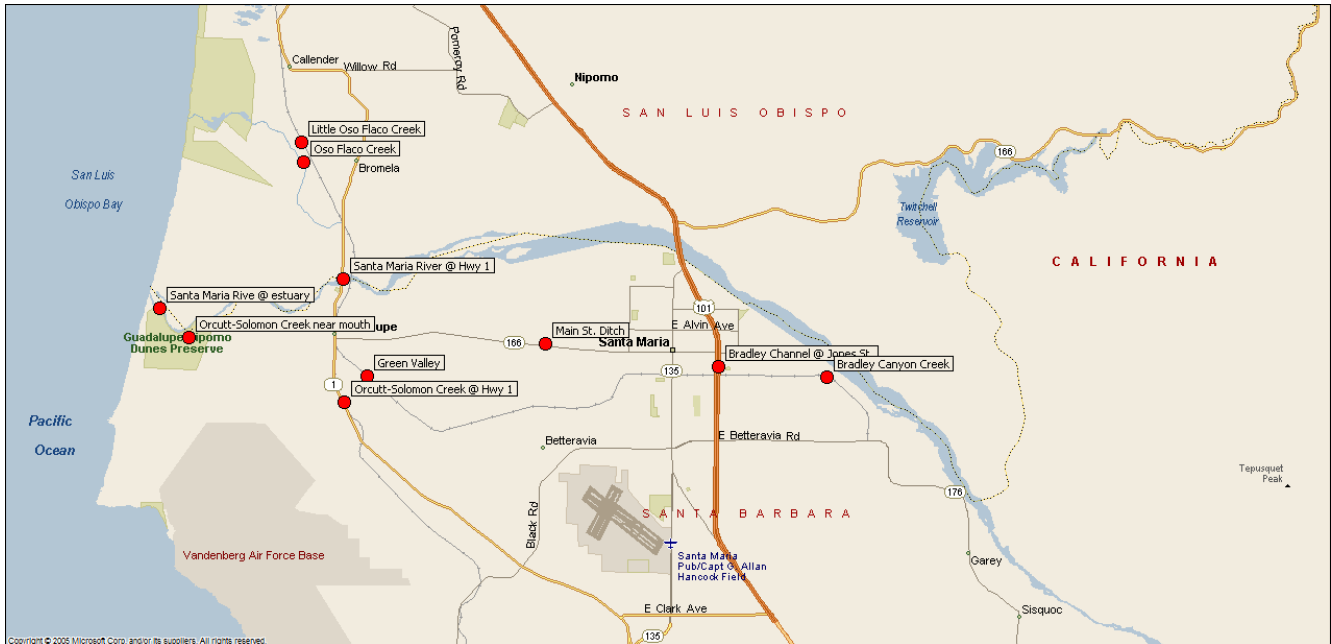 Callender
Willow Rd
Pomeroy Rd
Nipomo
SAN LUIS OBISPO
Little Oso Flaco Creek
Oso Flaco Creek
Bromela
166
San Luis
Obispo Bay
Twitchell
Reservoir
CALIFORNIA
Santa Maria River @ Hwy 1
Santa Maria Rive @ estuary
101
Orcutt-Solomon Creek near mouth
upe
E Alvin Ave
Main St. Ditch
Guadalupe Nipomo
Dunes Preserve
166
Santa Maria
Bradley Channel @ Jones St.
Green Valley
135
Bradley Canyon Creek
1
Orcutt-Solomon Creek @ Hwy 1
Pacific
Ocean
Betteravia
E Betteravia Rd
Tepusquet
Peak
176
Black Rd
SANTA BARBARA
Vandenberg Air Force Base
Santa Maria
Pub/Capt G. Allan
Hancock Field
Garey
E Clark Ave
Sisquoc
135
Copyright © 2005 Microsoft Corp. and/or its suppliers. All rights reserved.